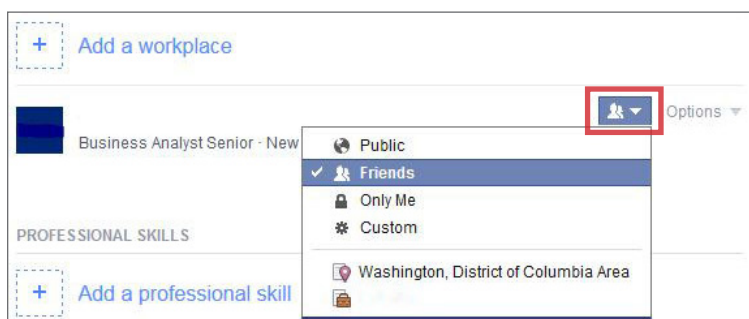 + Add a workplace
Options
Business Analyst Senior · New
Public
✓ Friends
Only Me
Custom
PROFESSIONAL SKILLS
Washington, District of Columbia Area
+ Add a professional skill